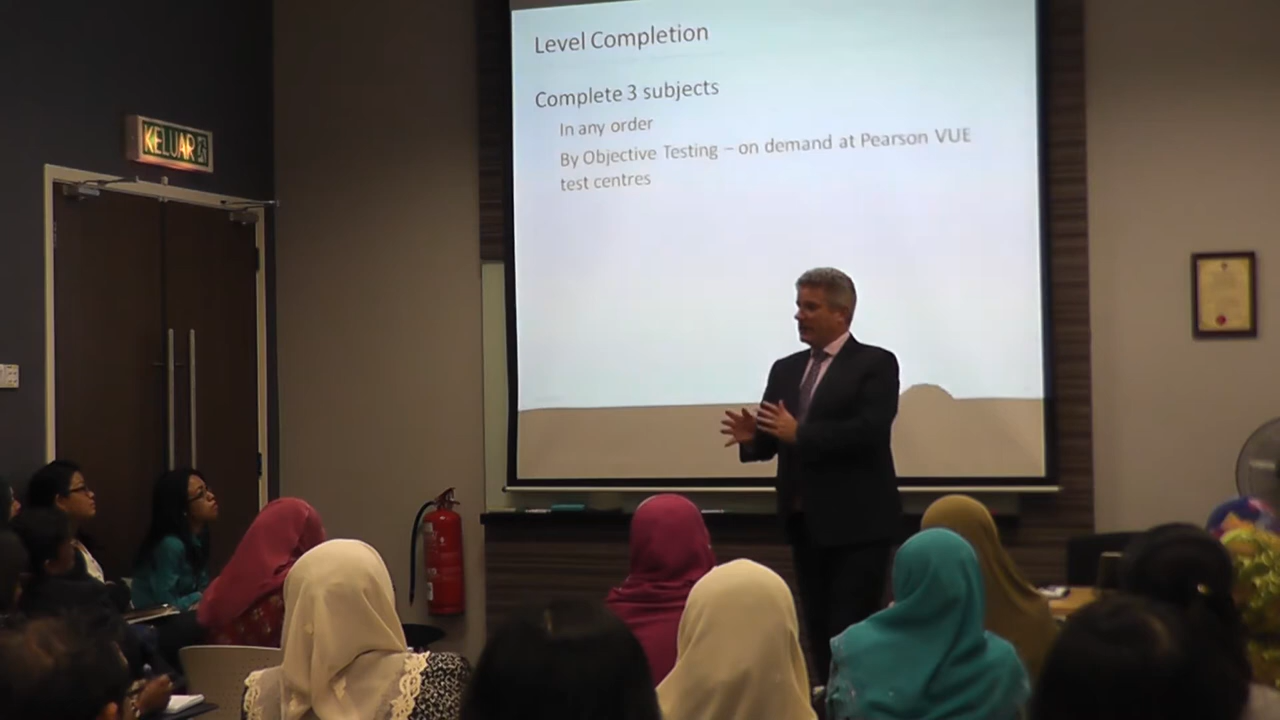 Level Completion
Complete 3 subjects
In any order
By Objective Testing – on demand at Pearson VUE
test centres
KELUAR